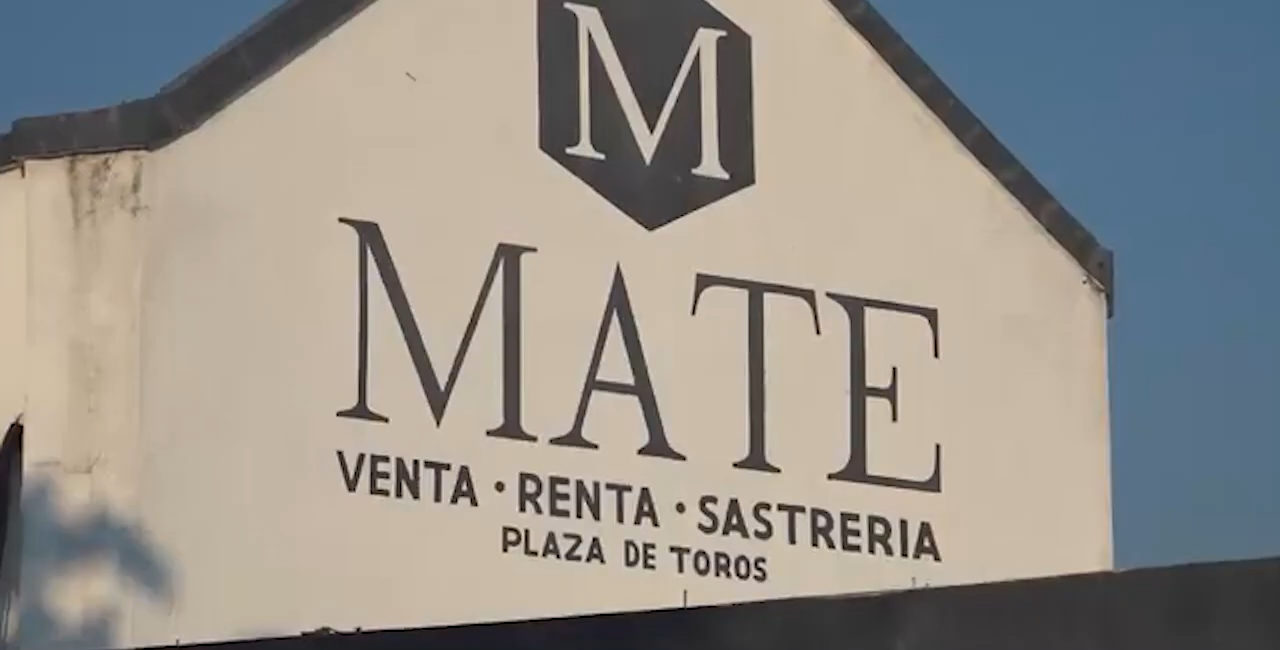 M
MATE
VENTA · RENTA · SASTRERIA
PLAZA DE TOROS